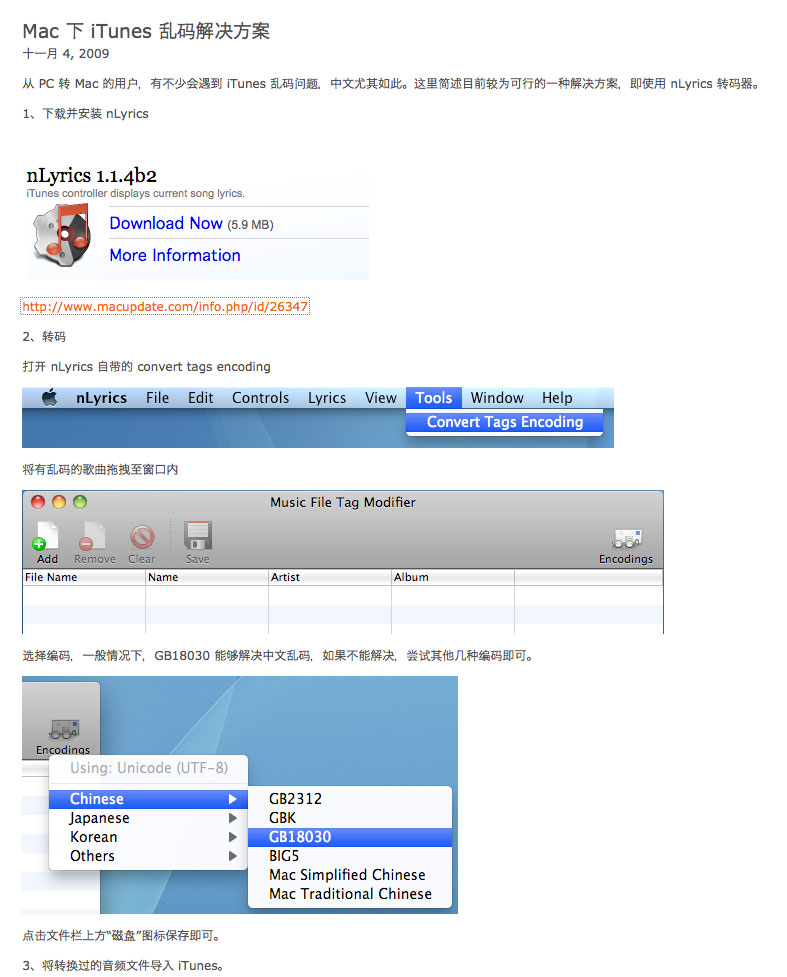 Mac 下 iTunes 乱码解决方案
十一月 4, 2009
从 PC 转 Mac 的用户，有不少会遇到 iTunes 乱码问题，中文尤其如此。这里简述目前较为可行的一种解决方案，即使用 nLyrics 转码器。
1、下载并安装 nLyrics
nLyrics 1.1.4b2
iTunes controller displays current song lyrics.
Download Now (5.9 MB)
More Information
http://www.macupdate.com/info.php/id/26347
2、转码
打开 nLyrics 自带的 convert tags encoding
nLyrics File Edit Controls Lyrics View Tools Window Help
Convert Tags Encoding
将有乱码的歌曲拖拽至窗口内
Music File Tag Modifier
Add Remove Clear Save Encodings
File Name Name Artist Album
选择编码，一般情况下，GB18030 能够解决中文乱码，如果不能解决，尝试其他几种编码即可。
Encodings
Using: Unicode (UTF-8)
Chinese
Japanese
Korean
Others
GB2312
GBK
GB18030
BIG5
Mac Simplified Chinese
Mac Traditional Chinese
点击文件栏上方“磁盘”图标保存即可。
3、将转换过的音频文件导入 iTunes。